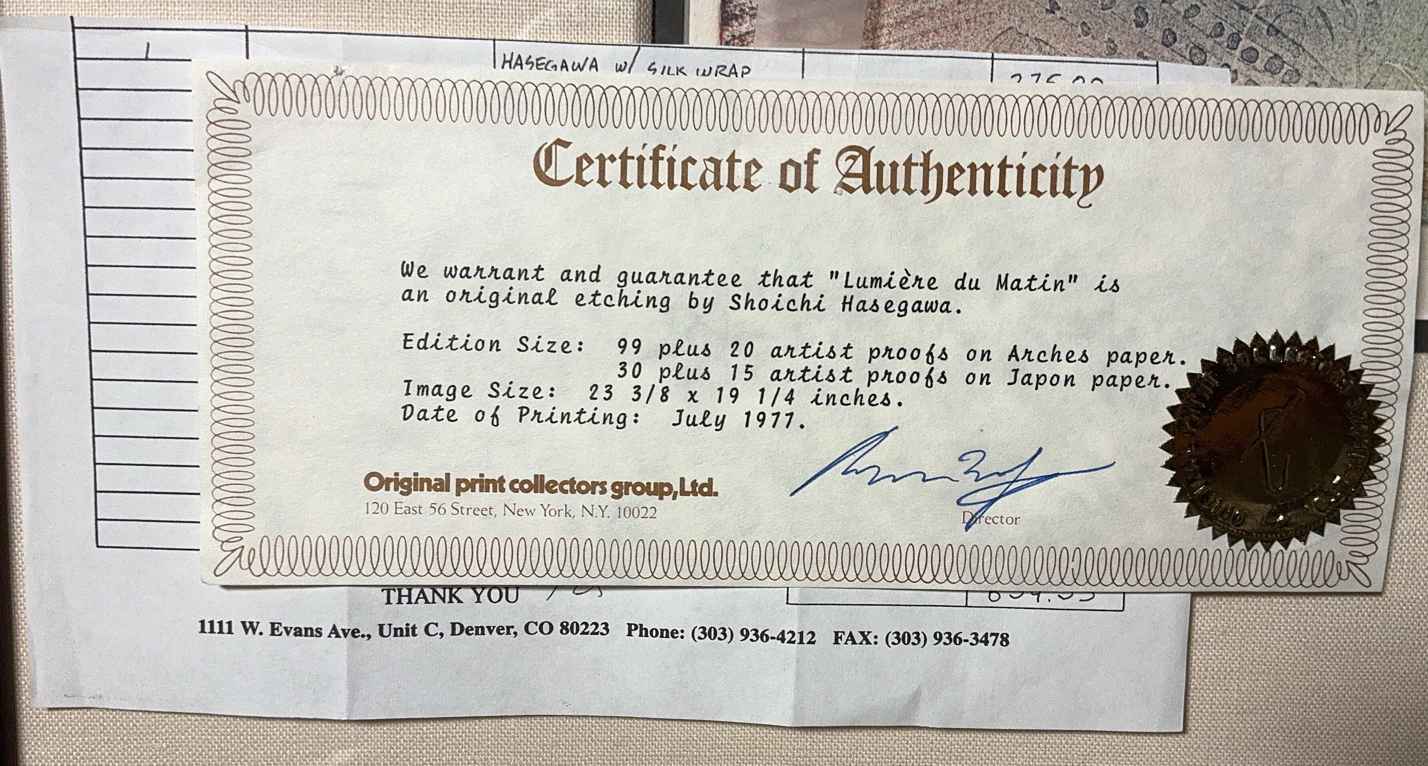 1
HASEGAWA W/ SILK WRAP
Certificate of Authenticity
We warrant and guarantee that "Lumière du Matin" is
an original etching by Shoichi Hasegawa.
Edition Size: 99 plus 20 artist proofs on Arches paper.
30 plus 15 artist proofs on Japon paper.
Image Size: 23 3/8 x 19 1/4 inches.
Date of Printing: July 1977.
Original print collectors group, Ltd.
120 East 56 Street, New York, N.Y. 10022
Director
THANK YOU
1111 W. Evans Ave., Unit C, Denver, CO 80223 Phone: (303) 936-4212 FAX: (303) 936-3478